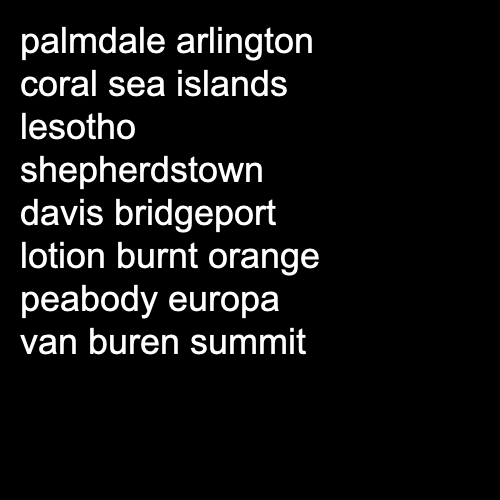 palmdale arlington
coral sea islands
lesotho
shepherdstown
davis bridgeport
lotion burnt orange
peabody europa
van buren summit